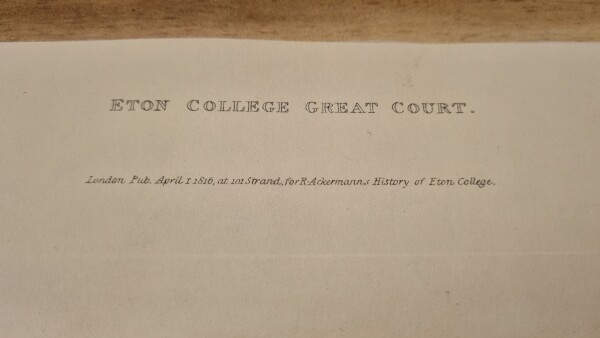 ETON COLLEGE GREAT COURT.
London Pub. April 1 1816, at 101 Strand, for R. Ackermann's History of Eton College.